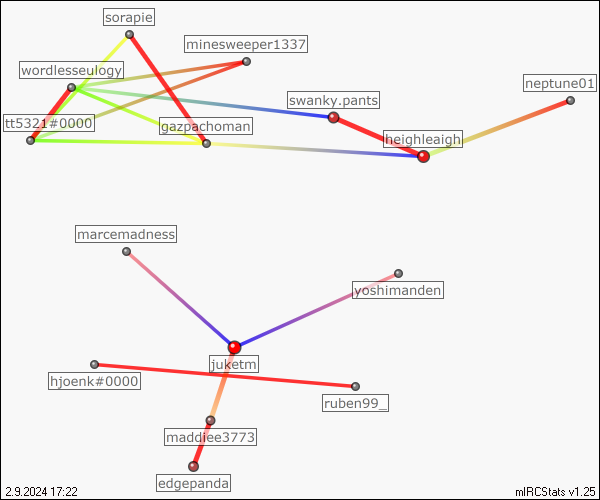 sorapie
minesweeper1337
wordlesseulogy
neptune01
swanky.pants
tt5321#0000
gazpachoman
heighleaigh
marcemadness
yoshimanden
juketm
hjoenk#0000
ruben99_
maddiee3773
edgepanda
2.9.2024 17:22
mIRCStats v1.25